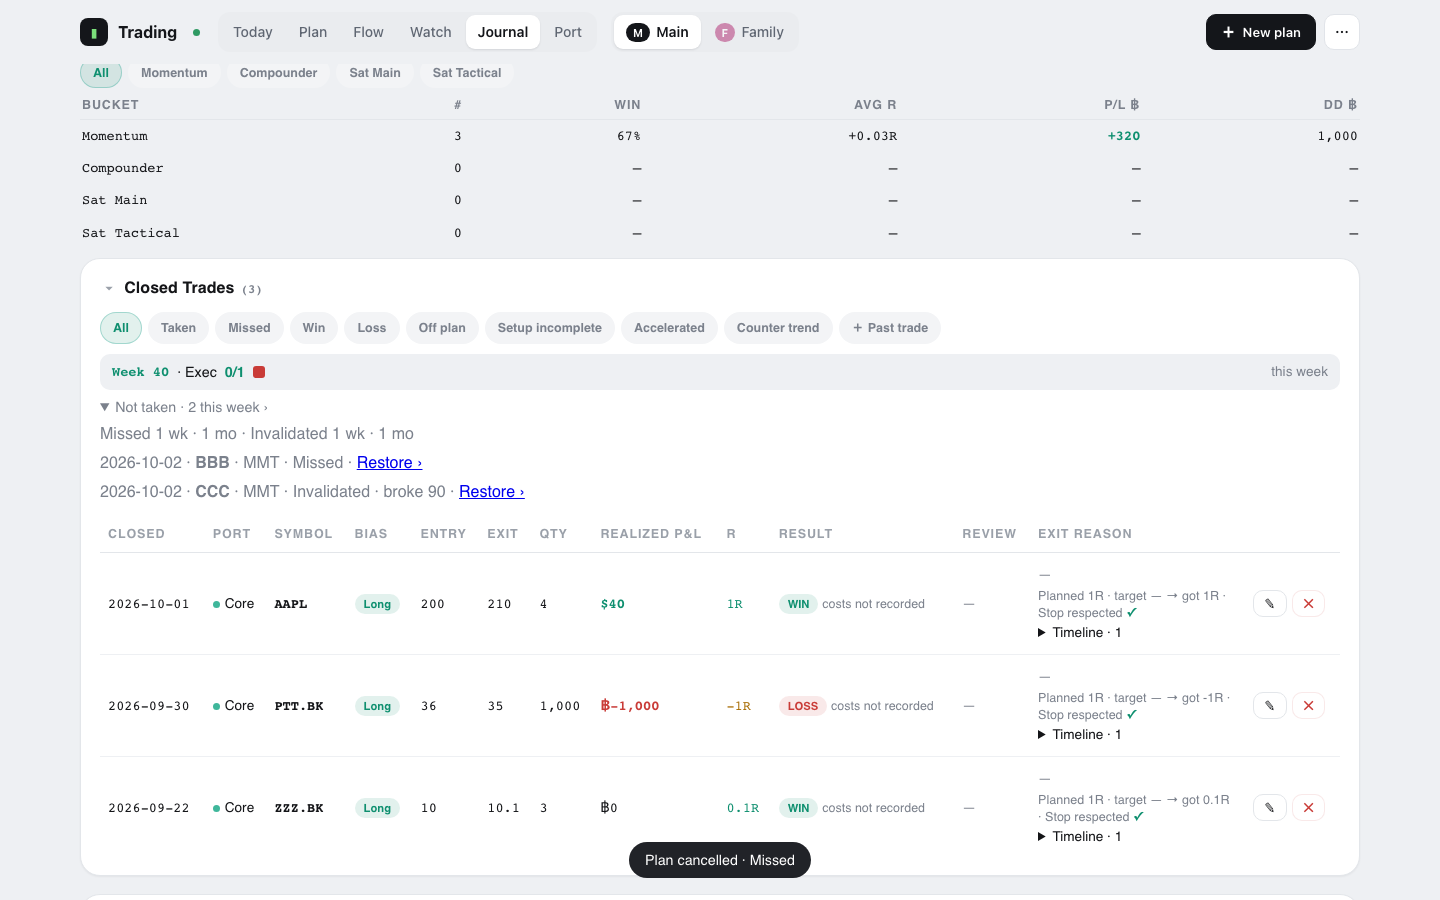 Trading Today Plan Flow Watch Journal Port M Main F Family + New plan ...
All Momentum Compounder Sat Main Sat Tactical
BUCKET # WIN AVG R P/L ฿ DD ฿
Momentum 3 67% +0.03R +320 1,000
Compounder 0 — — — —
Sat Main 0 — — — —
Sat Tactical 0 — — — —
Closed Trades (3)
All Taken Missed Win Loss Off plan Setup incomplete Accelerated Counter trend + Past trade
Week 40 · Exec 0/1 this week
▼ Not taken · 2 this week ›
Missed 1 wk · 1 mo · Invalidated 1 wk · 1 mo
2026-10-02 · BBB · MMT · Missed · Restore ›
2026-10-02 · CCC · MMT · Invalidated · broke 90 · Restore ›
CLOSED PORT SYMBOL BIAS ENTRY EXIT QTY REALIZED P&L R RESULT REVIEW EXIT REASON
—
2026-10-01 Core AAPL Long 200 210 4 $40 1R WIN costs not recorded — Planned 1R · target — → got 1R ·
Stop respected ✓ ✎ ✕
▶ Timeline · 1
—
2026-09-30 Core PTT.BK Long 36 35 1,000 ฿-1,000 -1R LOSS costs not recorded — Planned 1R · target — → got -1R ·
Stop respected ✓ ✎ ✕
▶ Timeline · 1
—
2026-09-22 Core ZZZ.BK Long 10 10.1 3 ฿0 0.1R WIN costs not recorded — Planned 1R · target — → got 0.1R
· Stop respected ✓ ✎ ✕
▶ Timeline · 1
Plan cancelled · Missed